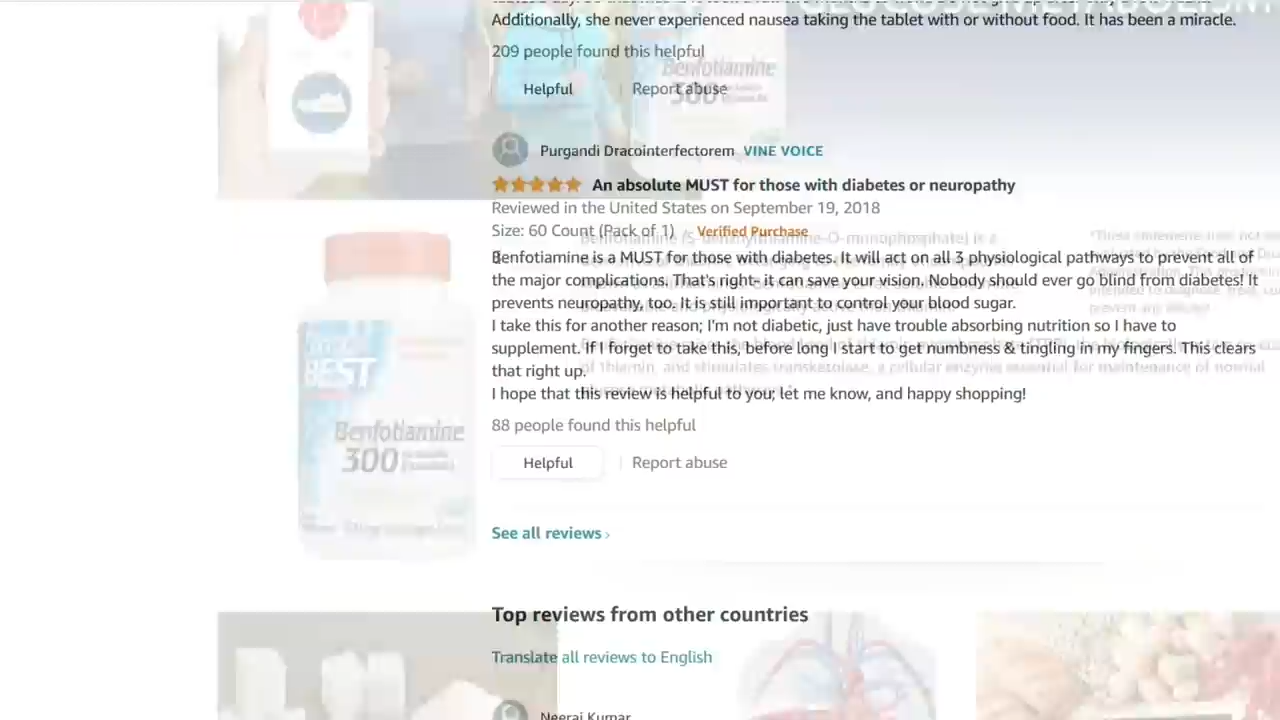 Additionally, she never experienced nausea taking the tablet with or without food. It has been a miracle.
209 people found this helpful
Helpful
Report abuse
Benfotiamine
300
Purgandi Dracointerfectorem VINE VOICE
An absolute MUST for those with diabetes or neuropathy
Reviewed in the United States on September 19, 2018
Size: 60 Count (Pack of 1) Verified Purchase
Benfotiamine is a MUST for those with diabetes. It will act on all 3 physiological pathways to prevent all of
the major complications. That's right- it can save your vision. Nobody should ever go blind from diabetes! It
prevents neuropathy, too. It is still important to control your blood sugar.
I take this for another reason; I'm not diabetic, just have trouble absorbing nutrition so I have to
supplement. If I forget to take this, before long I start to get numbness & tingling in my fingers. This clears
that right up.
I hope that this review is helpful to you; let me know, and happy shopping!
88 people found this helpful
Helpful
Report abuse
BEST
Benfotiamine
300
See all reviews ›
Top reviews from other countries
Translate all reviews to English
Neeraj Kumar